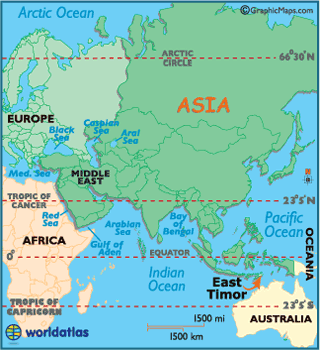 Arctic Ocean
© GraphicMaps.com
ARCTIC
CIRCLE
66°30'N
ASIA
EUROPE
Black
Sea
Caspian
Sea
Aral
Sea
Med. Sea
MIDDLE
EAST
TROPIC OF
CANCER
23°5'N
Red
Sea
Arabian
Sea
Bay
of
Bengal
Pacific
Ocean
AFRICA
Gulf of
Aden
OCEANIA
0°
EQUATOR
Indian
Ocean
East
Timor
TROPIC OF
CAPRICORN
23°5'S
AUSTRALIA
1500 mi
1500 km
worldatlas